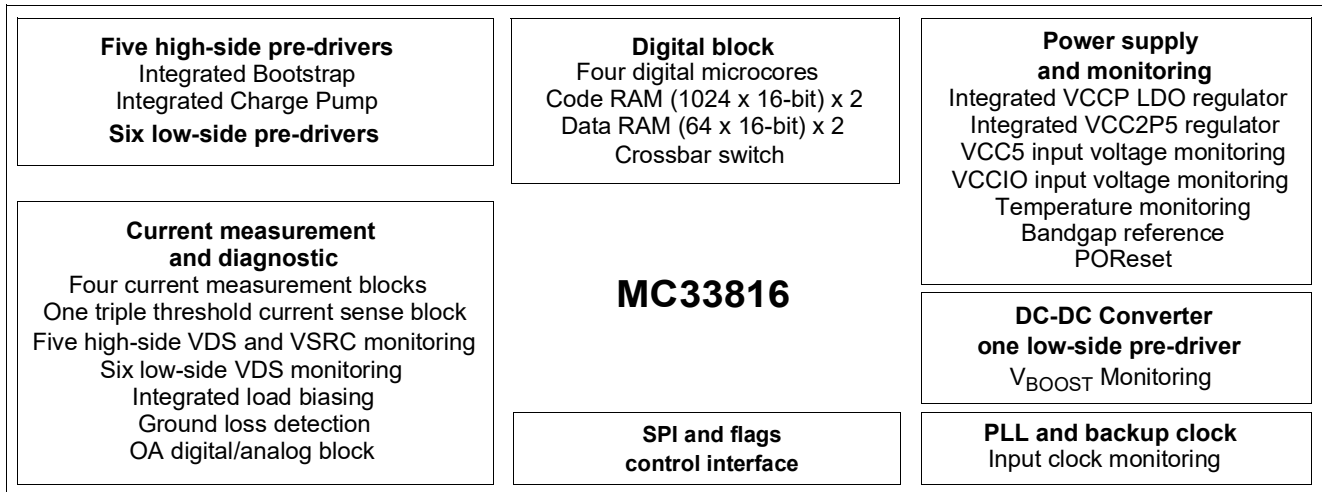 Five high-side pre-drivers
Integrated Bootstrap
Integrated Charge Pump
Six low-side pre-drivers
Digital block
Four digital microcores
Code RAM (1024 x 16-bit) x 2
Data RAM (64 x 16-bit) x 2
Crossbar switch
Power supply
and monitoring
Integrated VCCP LDO regulator
Integrated VCC2P5 regulator
VCC5 input voltage monitoring
VCCIO input voltage monitoring
Temperature monitoring
Bandgap reference
POReset
Current measurement
and diagnostic
Four current measurement blocks
One triple threshold current sense block
Five high-side VDS and VSRC monitoring
Six low-side VDS monitoring
Integrated load biasing
Ground loss detection
OA digital/analog block
MC33816
DC-DC Converter
one low-side pre-driver
VBOOST Monitoring
SPI and flags
control interface
PLL and backup clock
Input clock monitoring